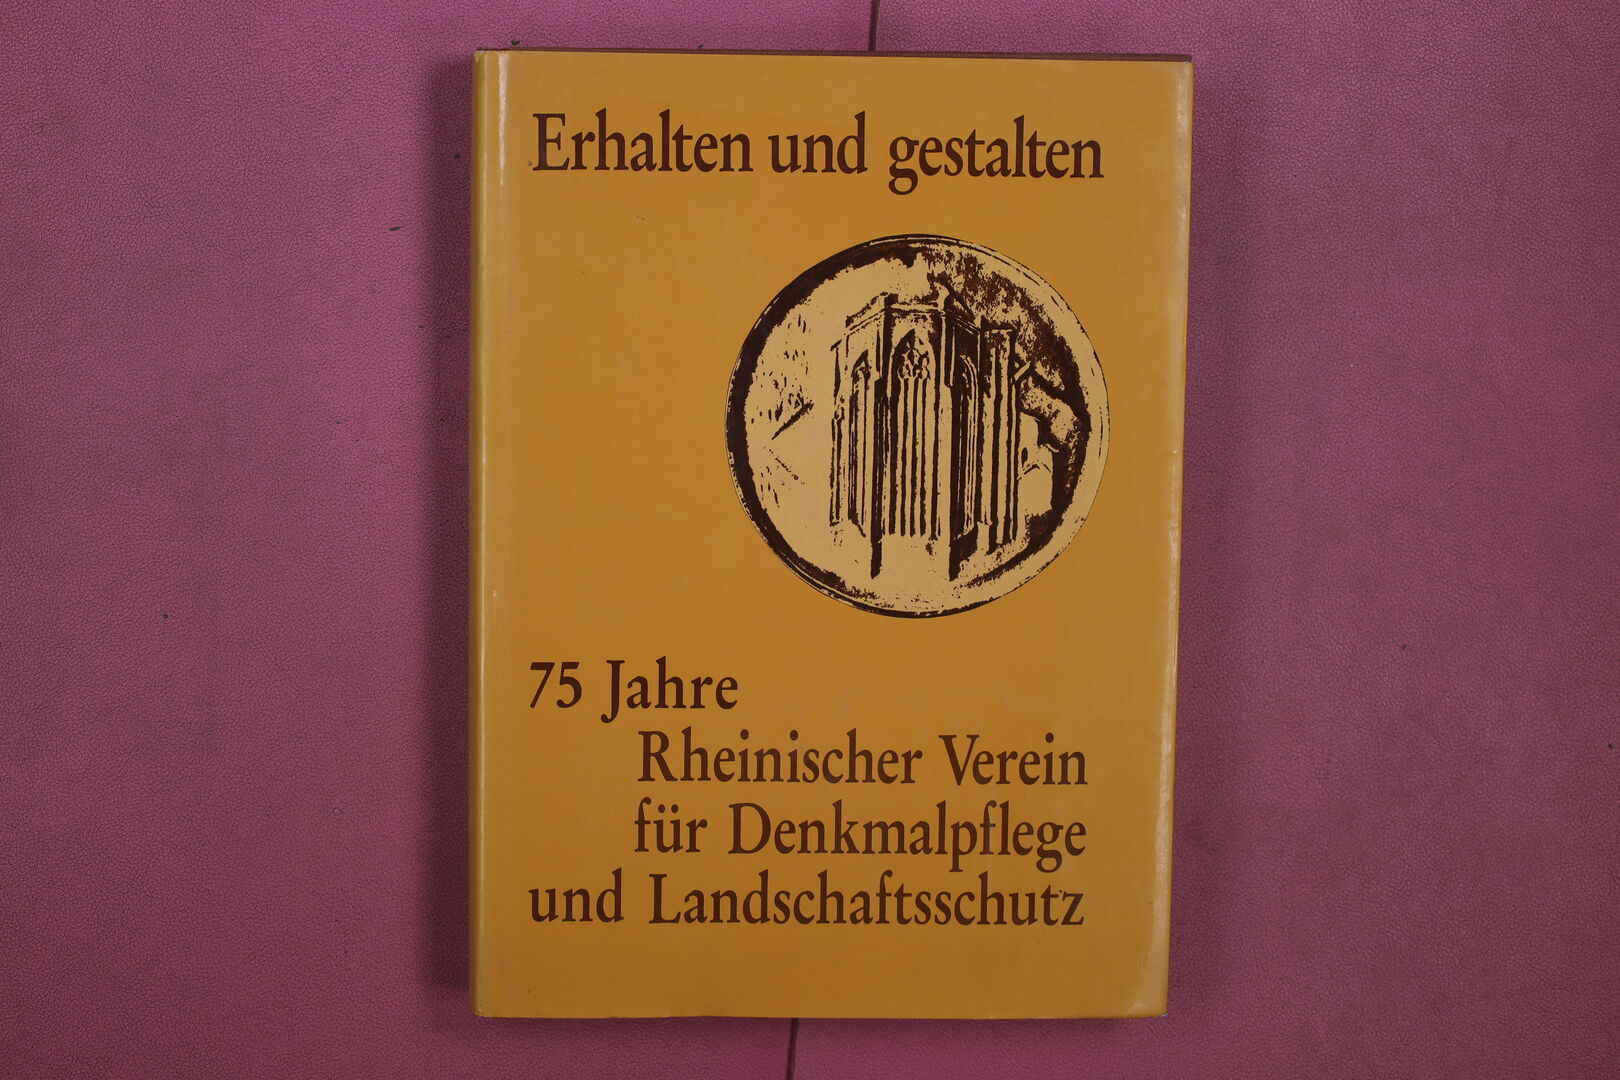 Erhalten und gestalten
75 Jahre
Rheinischer Verein
für Denkmalpflege
und Landschaftsschutz